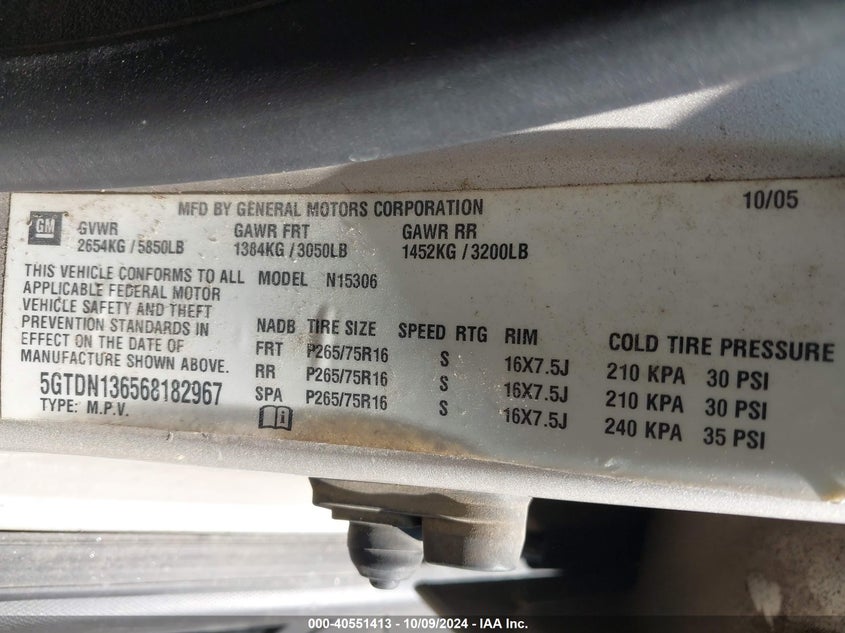 MFD BY GENERAL MOTORS CORPORATION 10/05
GM
GVWR GAWR FRT GAWR RR
2654KG / 5850LB 1384KG / 3050LB 1452KG / 3200LB
THIS VEHICLE CONFORMS TO ALL
APPLICABLE FEDERAL MOTOR
VEHICLE SAFETY AND THEFT
PREVENTION STANDARDS IN
EFFECT ON THE DATE OF
MANUFACTURE SHOWN ABOVE.
5GTDN136568182967
TYPE: M.P.V.
MODEL N15306
NADB TIRE SIZE SPEED RTG RIM COLD TIRE PRESSURE
FRT P265/75R16 S 16X7.5J 210 KPA 30 PSI
RR P265/75R16 S 16X7.5J 210 KPA 30 PSI
SPA P265/75R16 S 16X7.5J 240 KPA 35 PSI
000-40551413 - 10/09/2024 - IAA Inc.